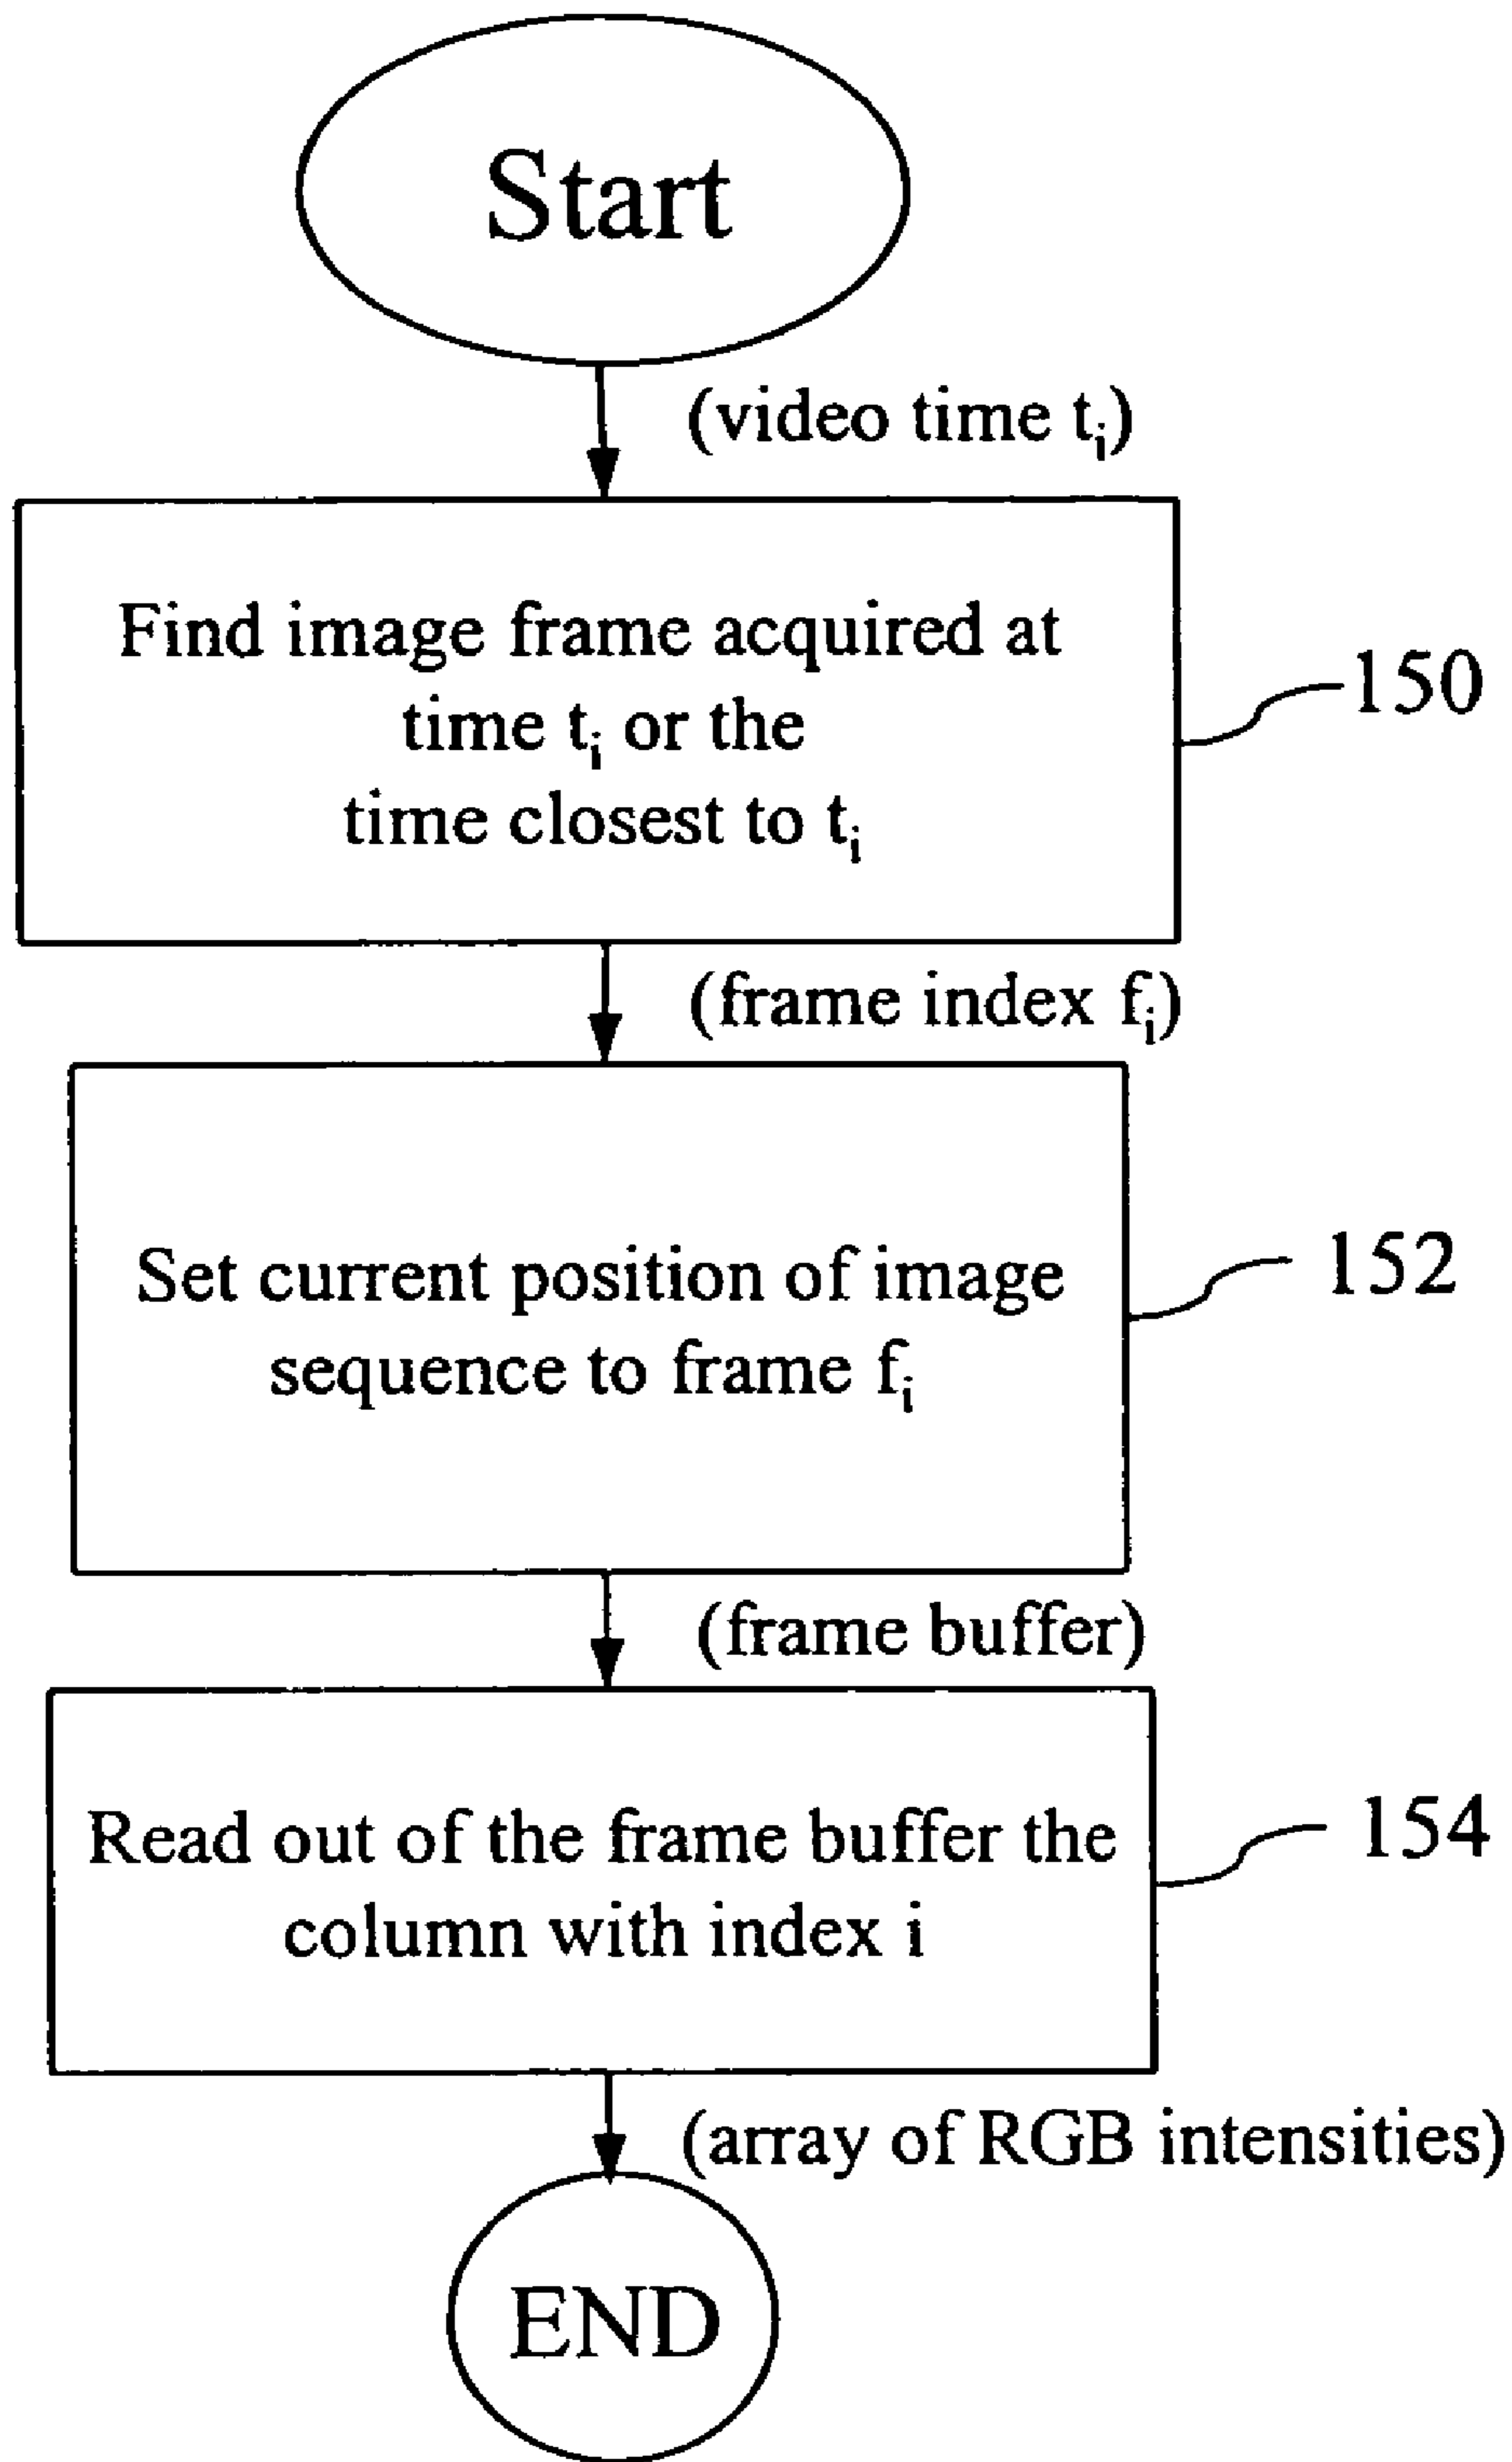 Start
(video time tᵢ)
Find image frame acquired at
time tᵢ or the
time closest to tᵢ
150
(frame index fᵢ)
Set current position of image
sequence to frame fᵢ
152
(frame buffer)
Read out of the frame buffer the
column with index i
154
(array of RGB intensities)
END